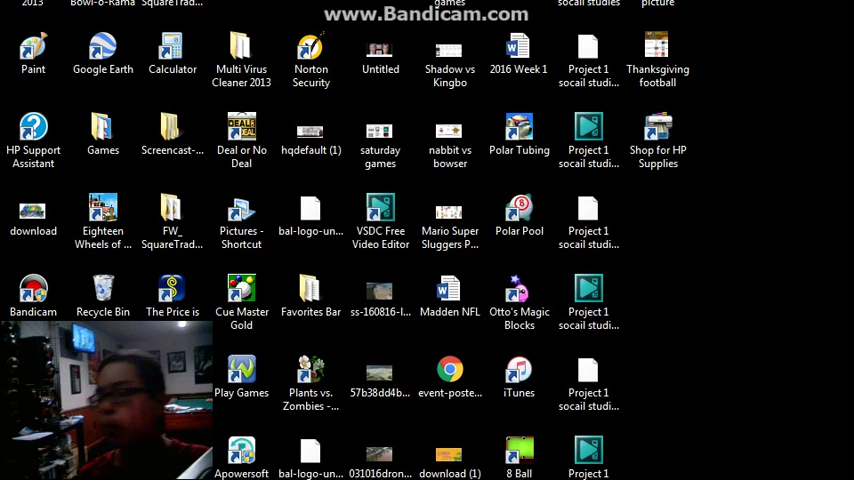 www.Bandicam.com
2013
Bowl-o-Rama
SquareTrad...
games
socail studies
picture
Paint
Google Earth
Calculator
Multi Virus
Cleaner 2013
Norton
Security
Untitled
Shadow vs
Kingbo
2016 Week 1
Project 1
socail studi...
Thanksgiving
football
HP Support
Assistant
Games
Screencast-...
Deal or No
Deal
hqdefault (1)
saturday
games
nabbit vs
bowser
Polar Tubing
Project 1
socail studi...
Shop for HP
Supplies
download
Eighteen
Wheels of ...
FW_
SquareTrad...
Pictures -
Shortcut
bal-logo-un...
VSDC Free
Video Editor
Mario Super
Sluggers P...
Polar Pool
Project 1
socail studi...
Bandicam
Recycle Bin
The Price is
Cue Master
Gold
Favorites Bar
ss-160816-l...
Madden NFL
Otto's Magic
Blocks
Project 1
socail studi...
Play Games
Plants vs.
Zombies -...
57b38dd4b...
event-poste...
iTunes
Project 1
socail studi...
Apowersoft
bal-logo-un...
031016dron...
download (1)
8 Ball
Project 1